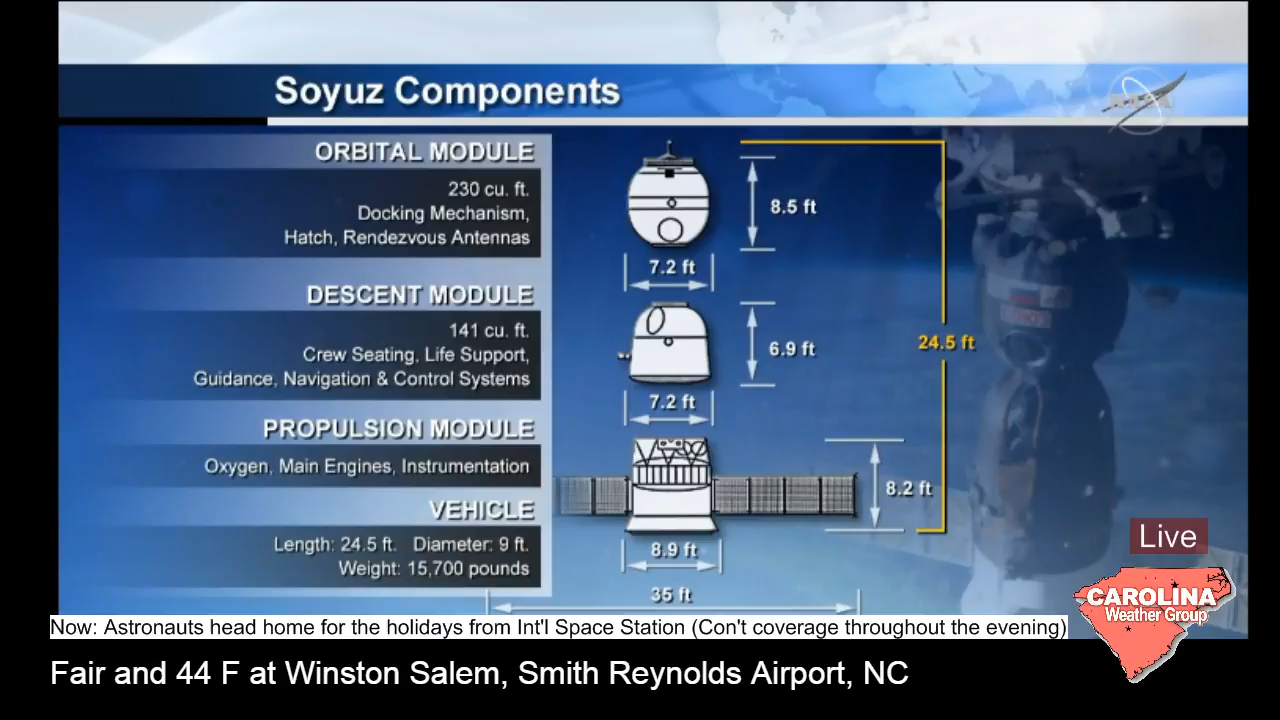 Soyuz Components
NASA
ORBITAL MODULE
230 cu. ft.
Docking Mechanism,
Hatch, Rendezvous Antennas
8.5 ft
7.2 ft
DESCENT MODULE
141 cu. ft.
Crew Seating, Life Support,
Guidance, Navigation & Control Systems
6.9 ft
7.2 ft
24.5 ft
PROPULSION MODULE
Oxygen, Main Engines, Instrumentation
8.2 ft
VEHICLE
Length: 24.5 ft. Diameter: 9 ft.
Weight: 15,700 pounds
8.9 ft
35 ft
Live
CAROLINA
Weather Group
Now: Astronauts head home for the holidays from Int'l Space Station (Con't coverage throughout the evening)
Fair and 44 F at Winston Salem, Smith Reynolds Airport, NC